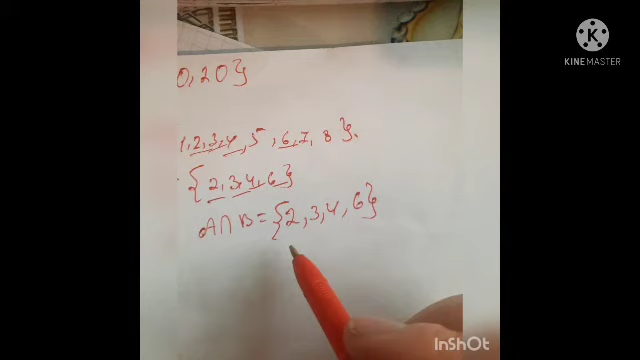 0,20}
1,2,3,4,5,6,7,8}.
{2,3,4,6}
A∩B={2,3,4,6}
KINEMASTER
InShOt